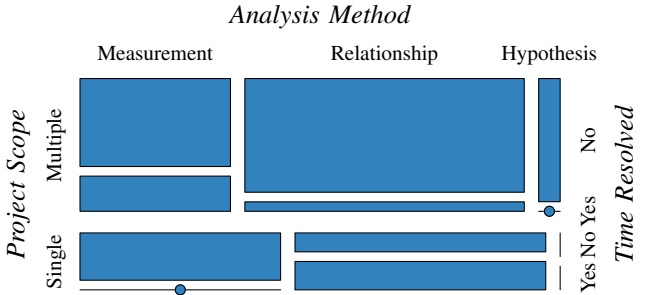 Analysis Method
Measurement Relationship Hypothesis
Project Scope
Multiple
Single
No
Yes
No
Yes
Time Resolved